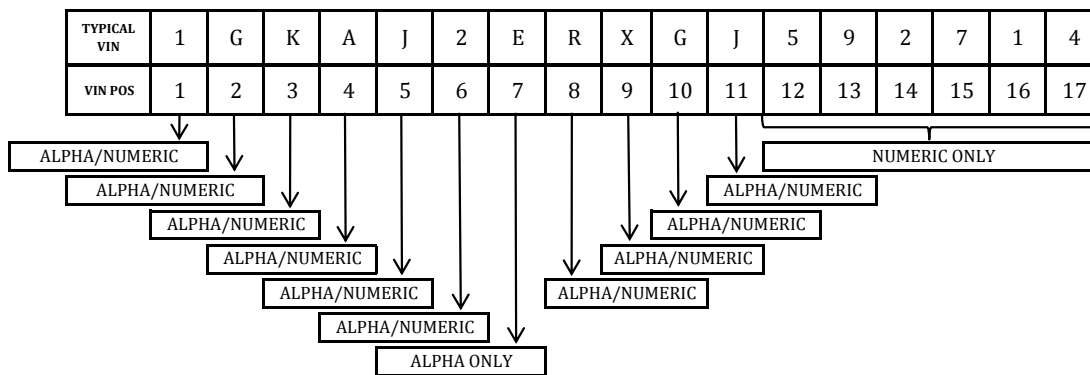 TYPICAL VIN 1 G K A J 2 E R X G J 5 9 2 7 1 4
VIN POS 1 2 3 4 5 6 7 8 9 10 11 12 13 14 15 16 17
ALPHA/NUMERIC NUMERIC ONLY
ALPHA/NUMERIC ALPHA/NUMERIC
ALPHA/NUMERIC ALPHA/NUMERIC
ALPHA/NUMERIC ALPHA/NUMERIC
ALPHA/NUMERIC ALPHA/NUMERIC
ALPHA/NUMERIC
ALPHA ONLY